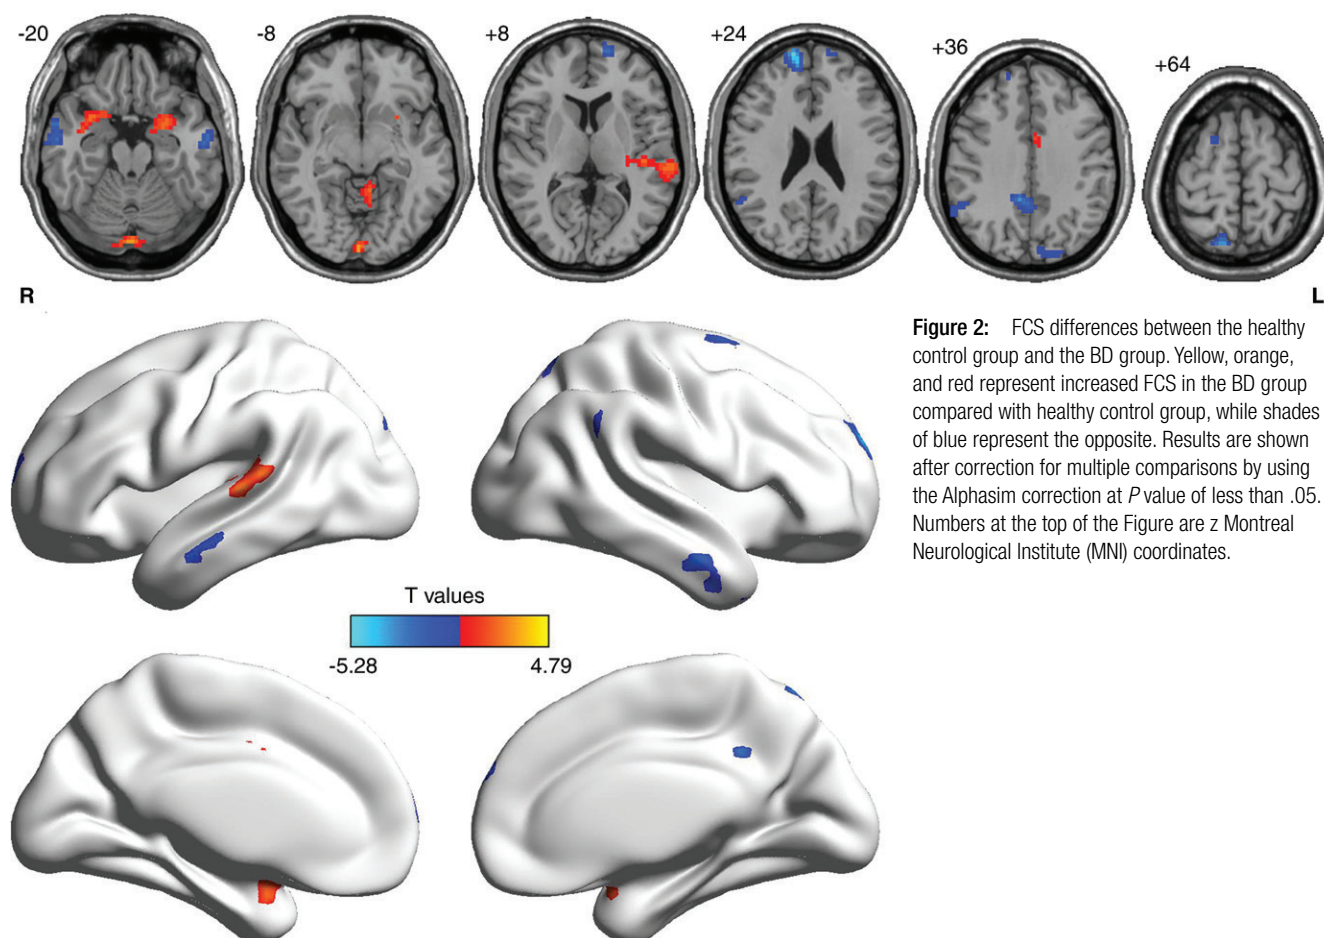 -20
-8
+8
+24
+36
+64
R
L
Figure 2: FCS differences between the healthy
control group and the BD group. Yellow, orange,
and red represent increased FCS in the BD group
compared with healthy control group, while shades
of blue represent the opposite. Results are shown
after correction for multiple comparisons by using
the Alphasim correction at P value of less than .05.
Numbers at the top of the Figure are z Montreal
Neurological Institute (MNI) coordinates.
T values
-5.28
4.79